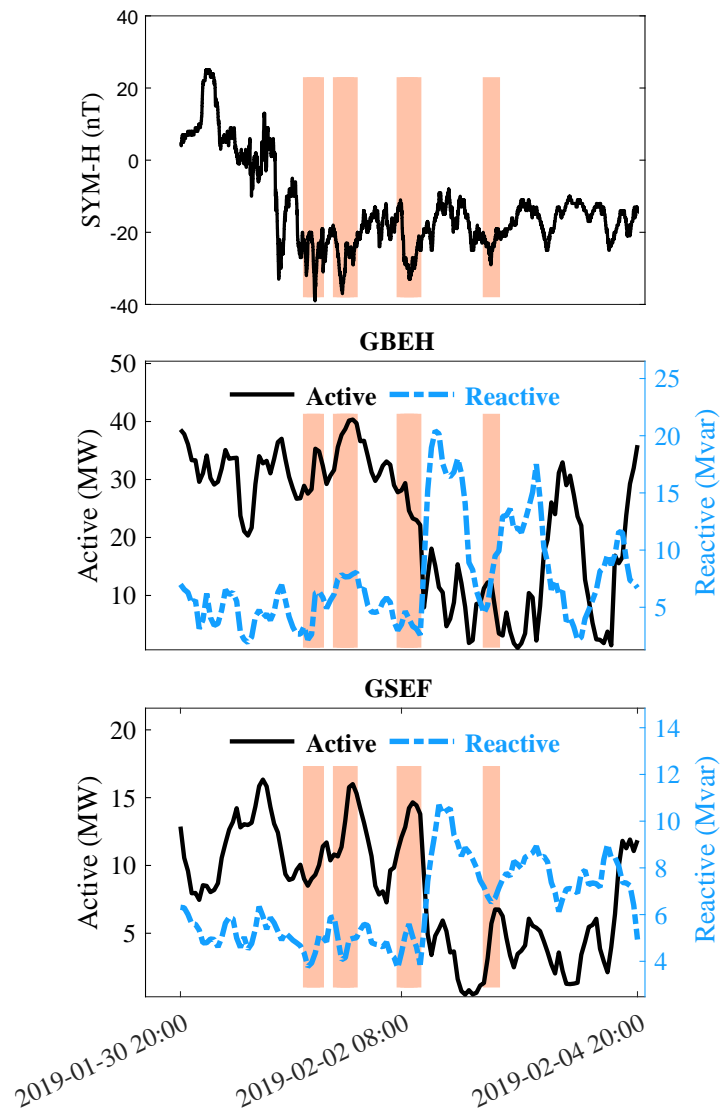 40
20
0
-20
-40
SYM-H (nT)
GBEH
50
40
30
20
10
Active (MW)
Active
Reactive
25
20
15
10
5
Reactive (Mvar)
GSEF
20
15
10
5
Active (MW)
Active
Reactive
14
12
10
8
6
4
Reactive (Mvar)
2019-01-30 20:00
2019-02-02 08:00
2019-02-04 20:00